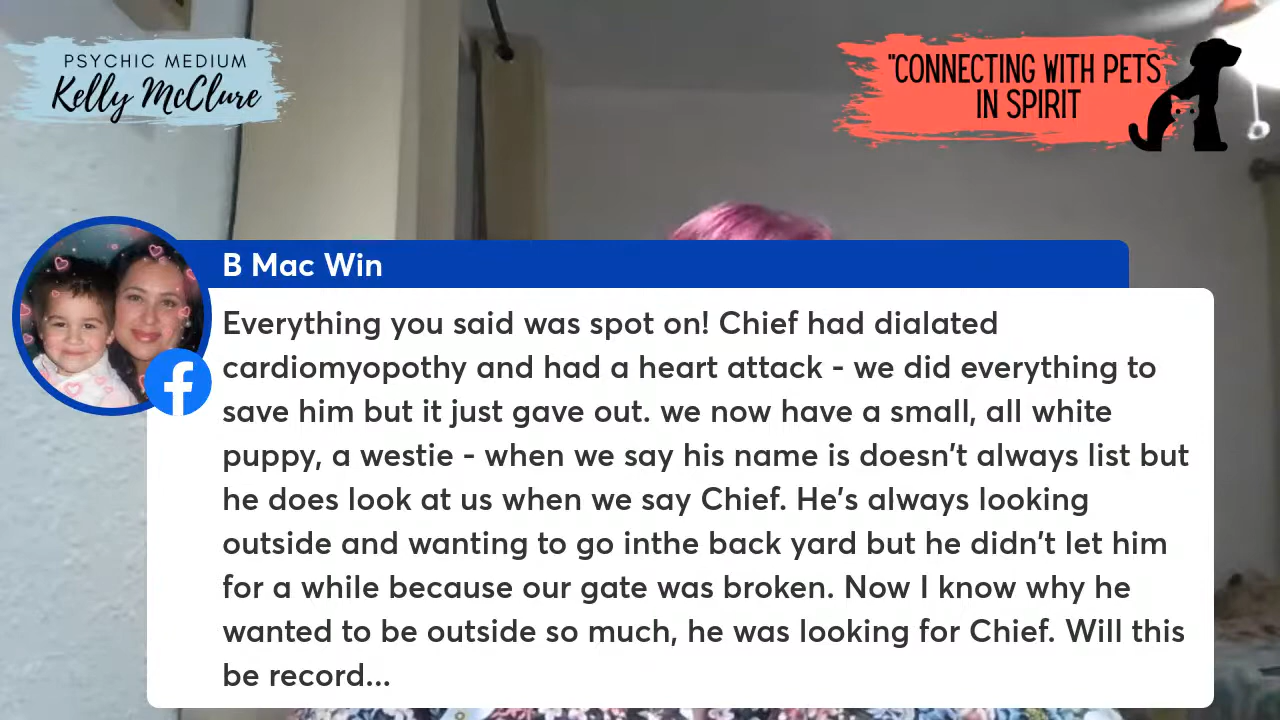 PSYCHIC MEDIUM
Kelly McClure
"CONNECTING WITH PETS
IN SPIRIT
B Mac Win
Everything you said was spot on! Chief had dialated
cardiomyopothy and had a heart attack - we did everything to
save him but it just gave out. we now have a small, all white
puppy, a westie - when we say his name is doesn't always list but
he does look at us when we say Chief. He's always looking
outside and wanting to go inthe back yard but he didn't let him
for a while because our gate was broken. Now I know why he
wanted to be outside so much, he was looking for Chief. Will this
be record...